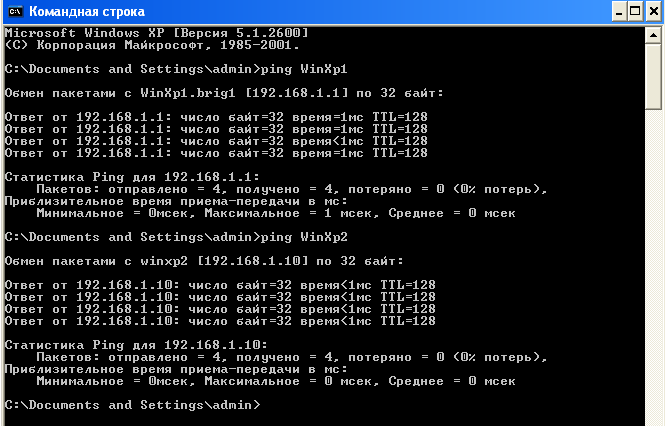 Командная строка
Microsoft Windows XP [Версия 5.1.2600]
(С) Корпорация Майкрософт, 1985-2001.
C:\Documents and Settings\admin>ping WinXp1
Обмен пакетами с WinXp1.brig1 [192.168.1.1] по 32 байт:
Ответ от 192.168.1.1: число байт=32 время=1мс TTL=128
Ответ от 192.168.1.1: число байт=32 время=1мс TTL=128
Ответ от 192.168.1.1: число байт=32 время<1мс TTL=128
Ответ от 192.168.1.1: число байт=32 время=1мс TTL=128
Статистика Ping для 192.168.1.1:
Пакетов: отправлено = 4, получено = 4, потеряно = 0 (0% потерь),
Приблизительное время приема-передачи в мс:
Минимальное = 0мсек, Максимальное = 1 мсек, Среднее = 0 мсек
C:\Documents and Settings\admin>ping WinXp2
Обмен пакетами с winxp2 [192.168.1.10] по 32 байт:
Ответ от 192.168.1.10: число байт=32 время<1мс TTL=128
Ответ от 192.168.1.10: число байт=32 время<1мс TTL=128
Ответ от 192.168.1.10: число байт=32 время<1мс TTL=128
Ответ от 192.168.1.10: число байт=32 время<1мс TTL=128
Статистика Ping для 192.168.1.10:
Пакетов: отправлено = 4, получено = 4, потеряно = 0 (0% потерь),
Приблизительное время приема-передачи в мс:
Минимальное = 0мсек, Максимальное = 0 мсек, Среднее = 0 мсек
C:\Documents and Settings\admin>